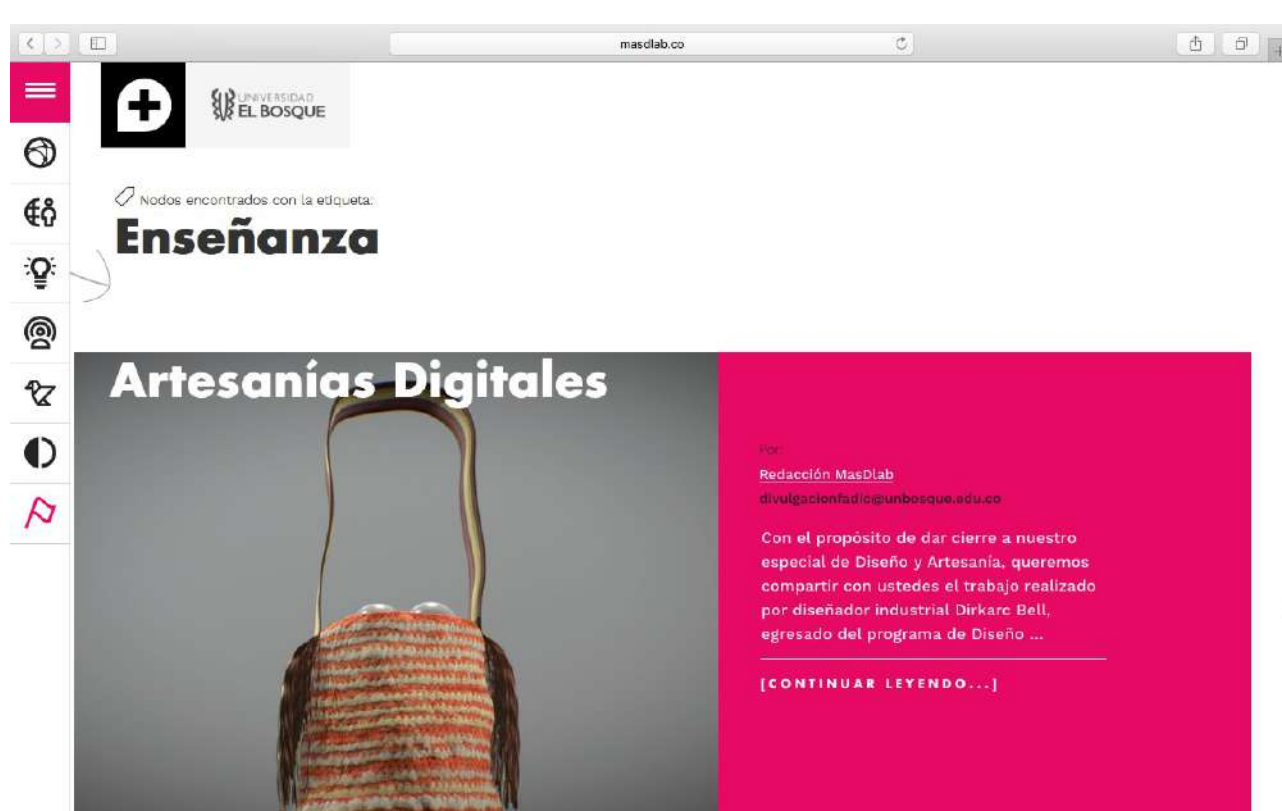 masdlab.co
UNIVERSIDAD
EL BOSQUE
Nodos encontrados con la etiqueta:
Enseñanza
Artesanías Digitales
Por:
Redacción MasDlab
divulgacionfadic@unbosque.edu.co
Con el propósito de dar cierre a nuestro
especial de Diseño y Artesanía, queremos
compartir con ustedes el trabajo realizado
por diseñador industrial Dirkarc Bell,
egresado del programa de Diseño ...
[CONTINUAR LEYENDO...]